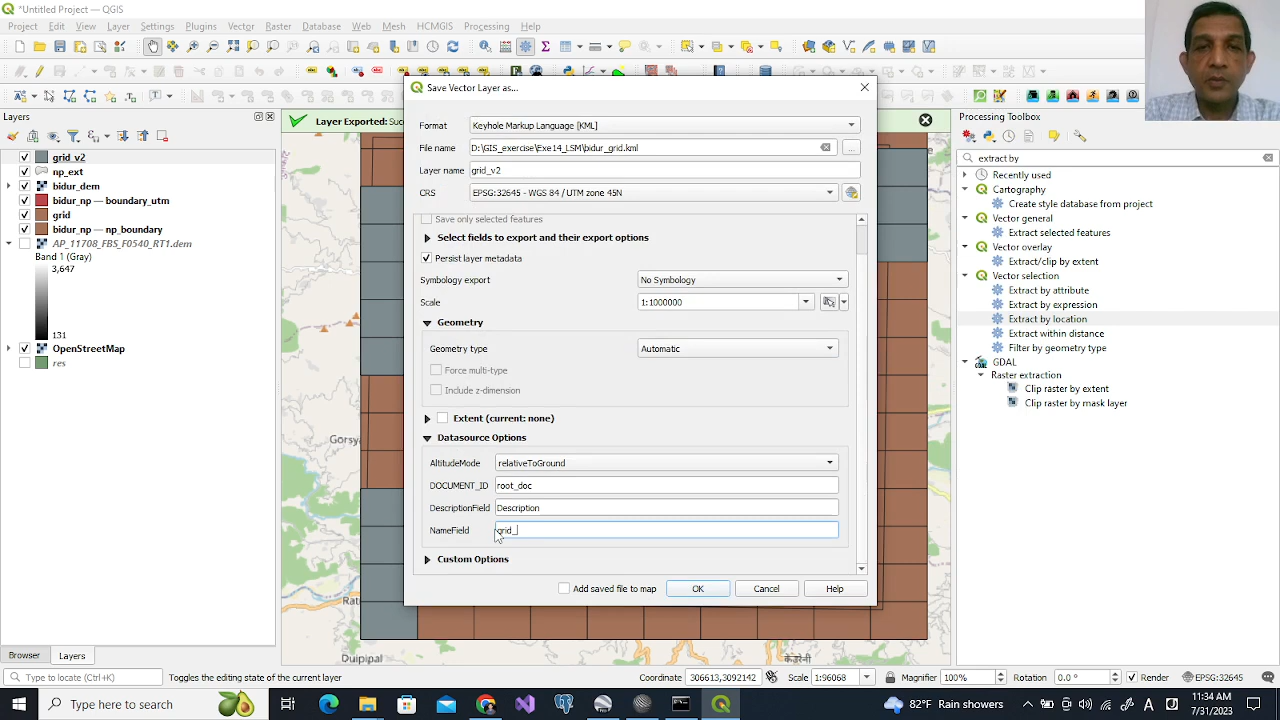 *Untitled Project — QGIS
Project Edit View Layer Settings Plugins Vector Raster Database Web Mesh HCMGIS Processing Help
Layers
grid_v2
np_ext
bidur_dem
bidur_np — boundary_utm
grid
bidur_np — np_boundary
AP_11708_FBS_F0540_RT1.dem
Band 1 (Gray)
3,647
131
OpenStreetMap
res
Browser Layers
Layer Exported: Suc
Save Vector Layer as...
Format Keyhole Markup Language [KML]
File name D:\GIS_exercise\Exe14_LSM\bidur_grid.kml ...
Layer name grid_v2
CRS EPSG:32645 - WGS 84 / UTM zone 45N
Save only selected features
Select fields to export and their export options
Persist layer metadata
Symbology export No Symbology
Scale 1:1000000
Geometry
Geometry type Automatic
Force multi-type
Include z-dimension
Extent (current: none)
Datasource Options
AltitudeMode relativeToGround
DOCUMENT_ID root_doc
DescriptionField Description
NameField grid_
Custom Options
Add saved file to map OK Cancel Help
Gorsya
Rat
Duipipal
extract by
Recently used
Cartography
Create style database from project
Vector general
Extract selected features
Vector overlay
Extract/clip by extent
Vector selection
Extract by attribute
Extract by expression
Extract by location
Extract within distance
Filter by geometry type
GDAL
Raster extraction
Clip raster by extent
Clip raster by mask layer
Type to locate (Ctrl+K) Toggles the editing state of the current layer Coordinate 306613,3092142 Scale 1:96068 Magnifier 100% Rotation 0.0 ° Render EPSG:32645
Type here to search 82°F Rain showers 11:34 AM
7/31/2023